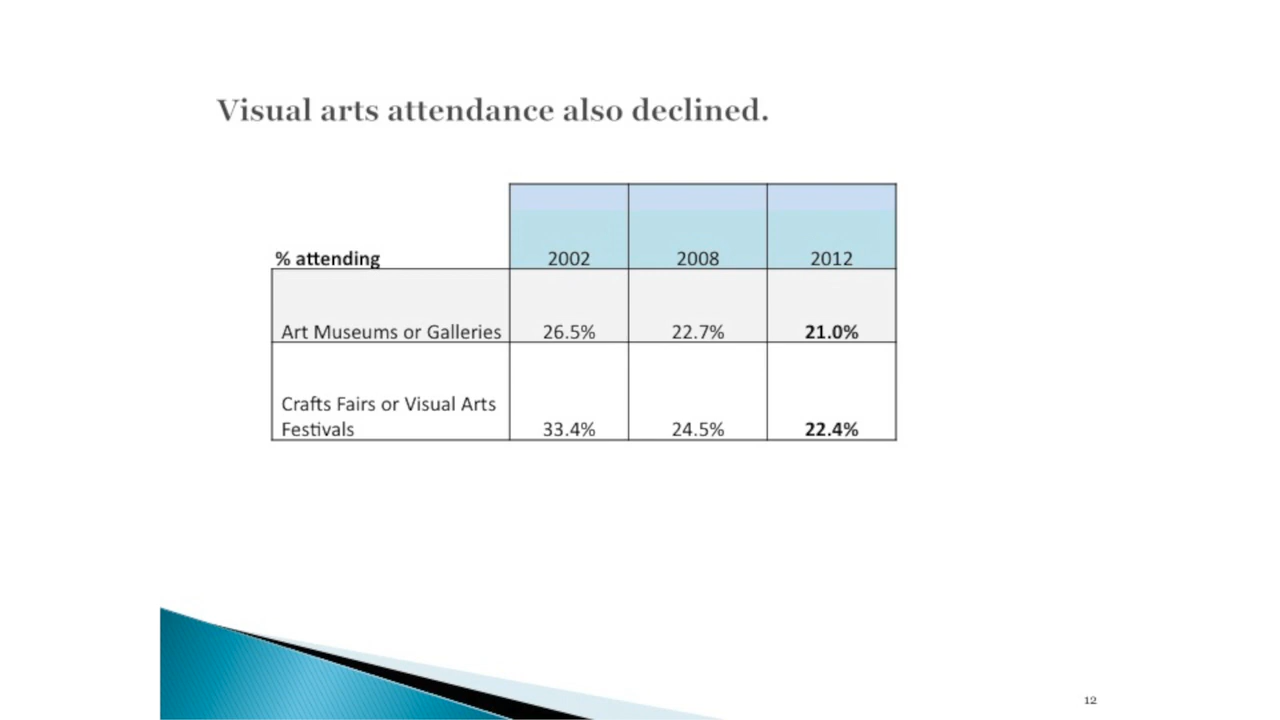 Visual arts attendance also declined.
% attending 2002 2008 2012
Art Museums or Galleries 26.5% 22.7% 21.0%
Crafts Fairs or Visual Arts
Festivals 33.4% 24.5% 22.4%
12